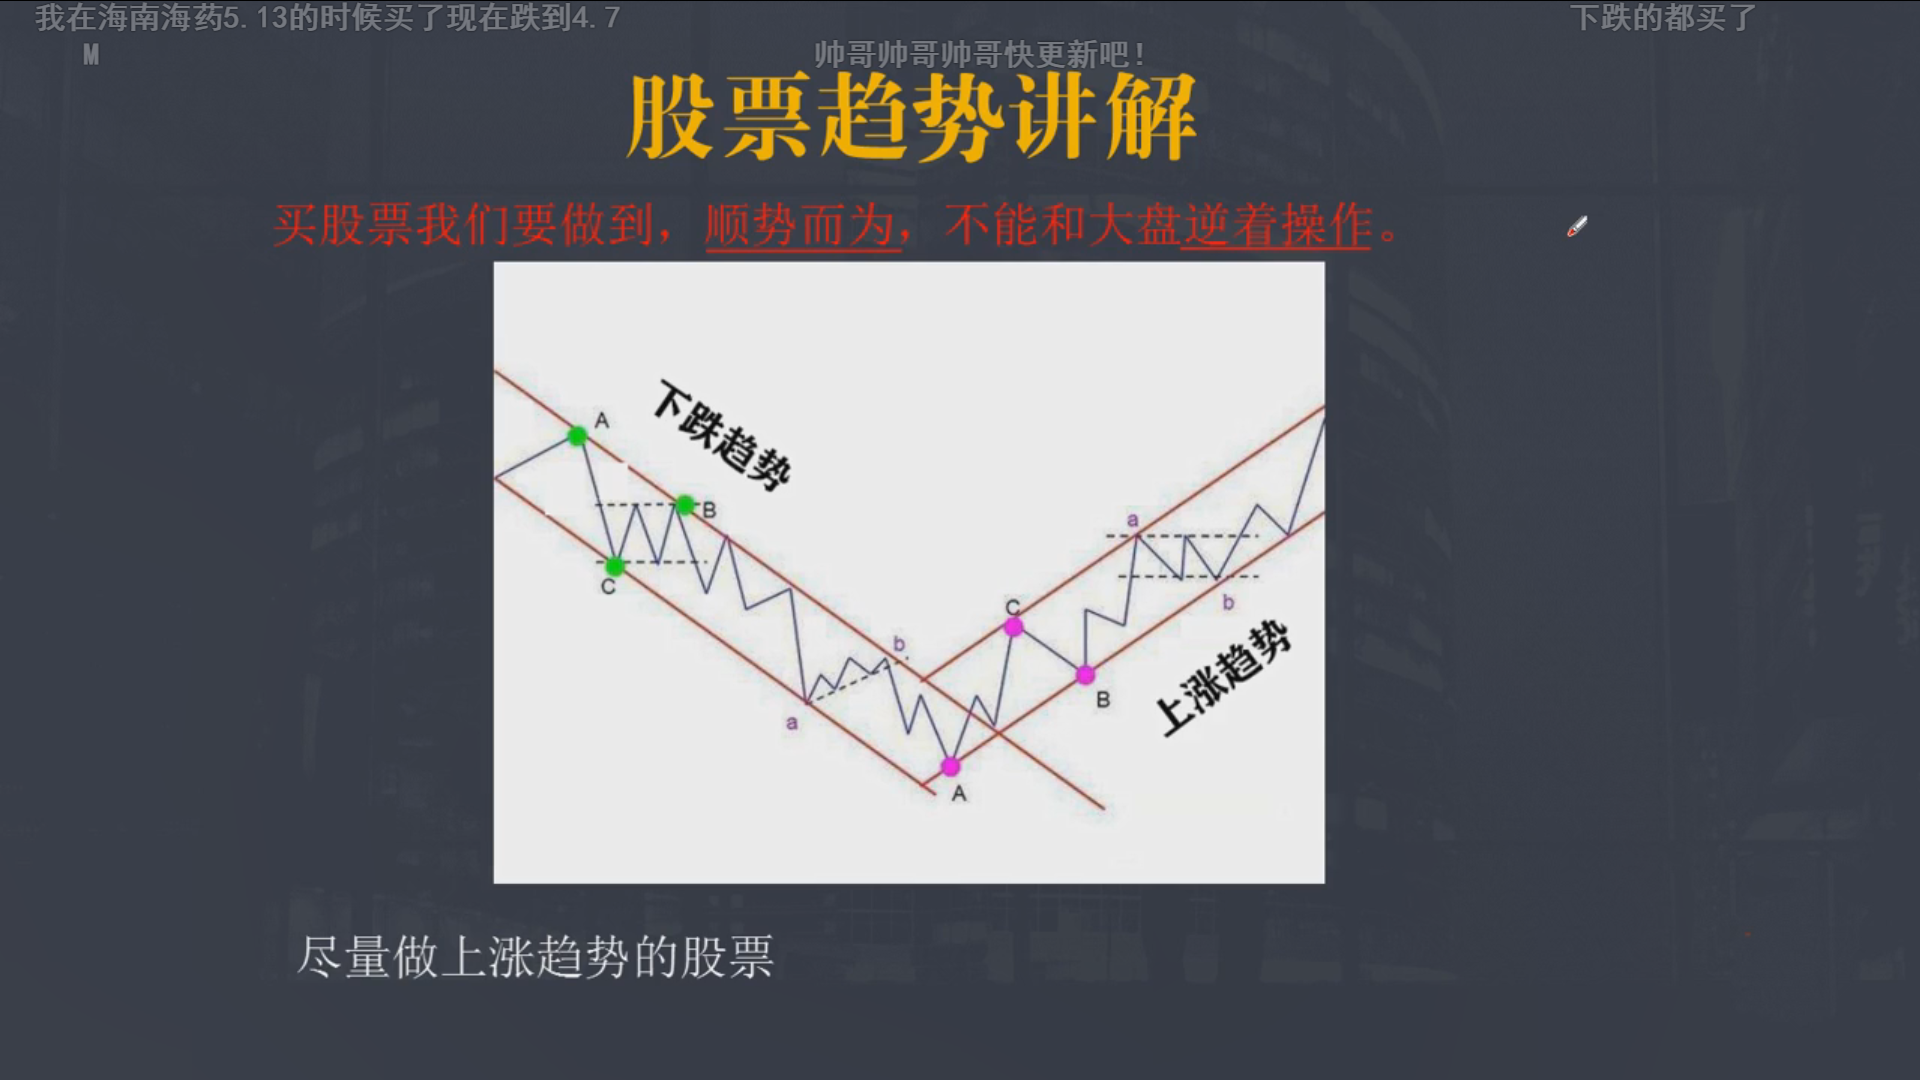 我在海南海药5.13的时候买了现在跌到4.7
下跌的都买了
M
帅哥帅哥帅哥快更新吧!
股票趋势讲解
买股票我们要做到，顺势而为，不能和大盘逆着操作。
A
下跌趋势
B
C
a
b
C
a
b
B
上涨趋势
A
尽量做上涨趋势的股票